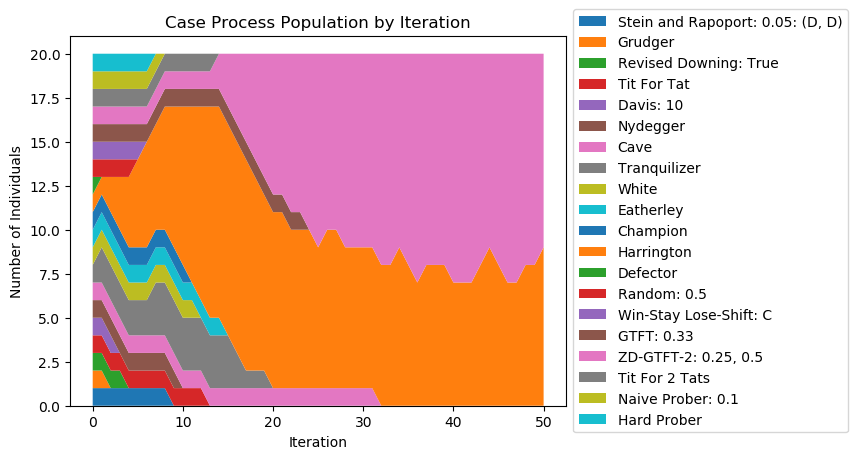 Case Process Population by Iteration
Number of Individuals
20.0
17.5
15.0
12.5
10.0
7.5
5.0
2.5
0.0
0
10
20
30
40
50
Iteration
Stein and Rapoport: 0.05: (D, D)
Grudger
Revised Downing: True
Tit For Tat
Davis: 10
Nydegger
Cave
Tranquilizer
White
Eatherley
Champion
Harrington
Defector
Random: 0.5
Win-Stay Lose-Shift: C
GTFT: 0.33
ZD-GTFT-2: 0.25, 0.5
Tit For 2 Tats
Naive Prober: 0.1
Hard Prober